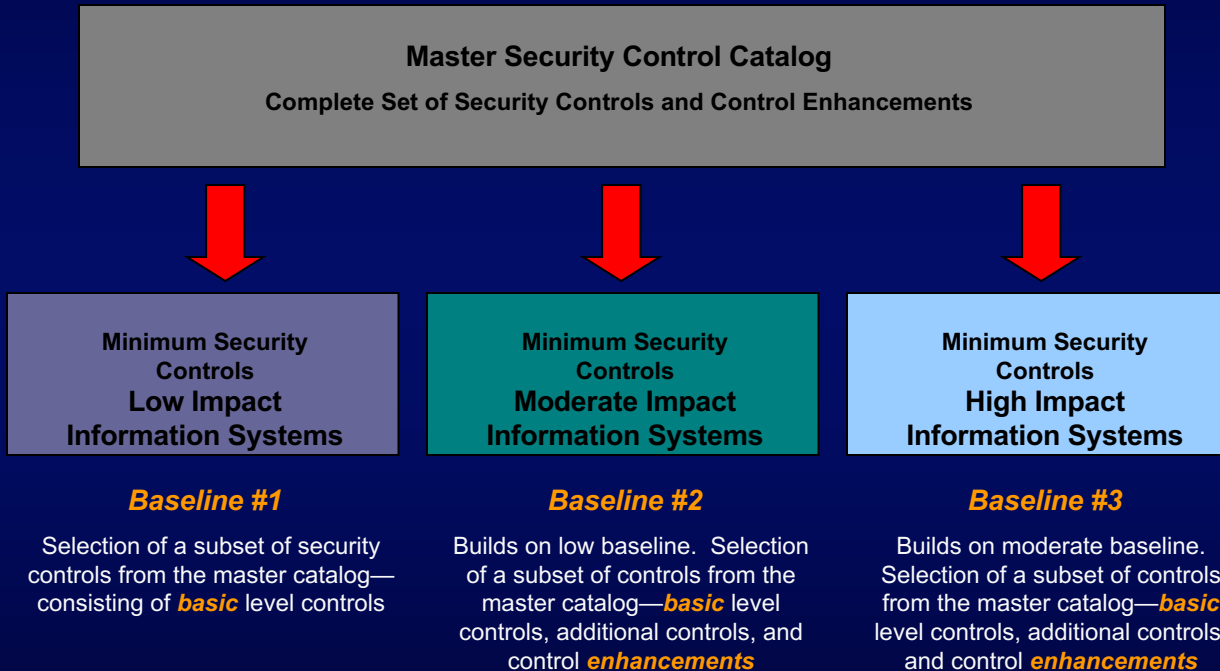 Master Security Control Catalog
Complete Set of Security Controls and Control Enhancements
Minimum Security
Controls
Low Impact
Information Systems
Minimum Security
Controls
Moderate Impact
Information Systems
Minimum Security
Controls
High Impact
Information Systems
Baseline #1
Selection of a subset of security
controls from the master catalog—
consisting of basic level controls
Baseline #2
Builds on low baseline. Selection
of a subset of controls from the
master catalog—basic level
controls, additional controls, and
control enhancements
Baseline #3
Builds on moderate baseline.
Selection of a subset of controls
from the master catalog—basic
level controls, additional controls
and control enhancements